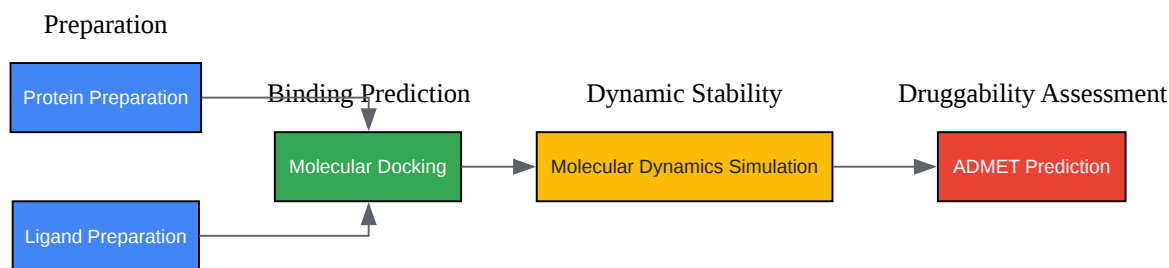 Preparation
Protein Preparation
Ligand Preparation
Binding Prediction
Molecular Docking
Dynamic Stability
Molecular Dynamics Simulation
Druggability Assessment
ADMET Prediction